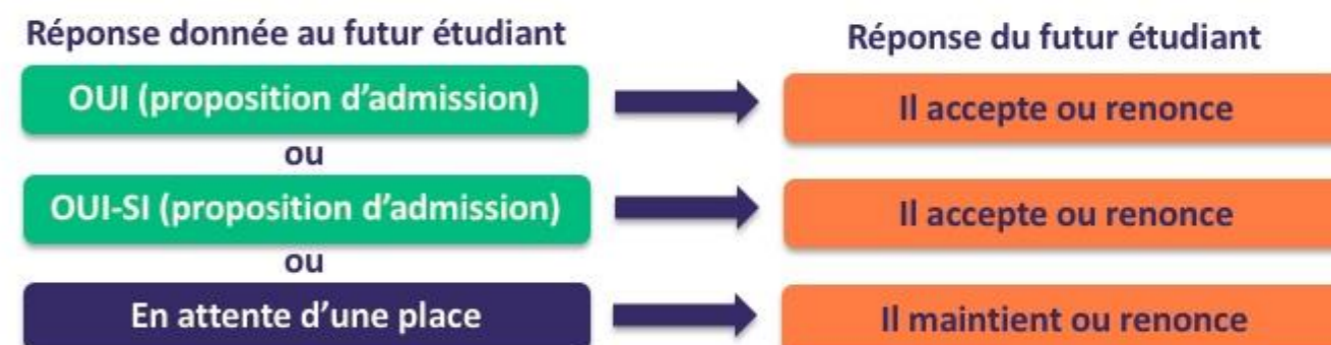 Réponse donnée au futur étudiant
Réponse du futur étudiant
OUI (proposition d’admission)
Il accepte ou renonce
ou
OUI-SI (proposition d’admission)
Il accepte ou renonce
ou
En attente d’une place
Il maintient ou renonce